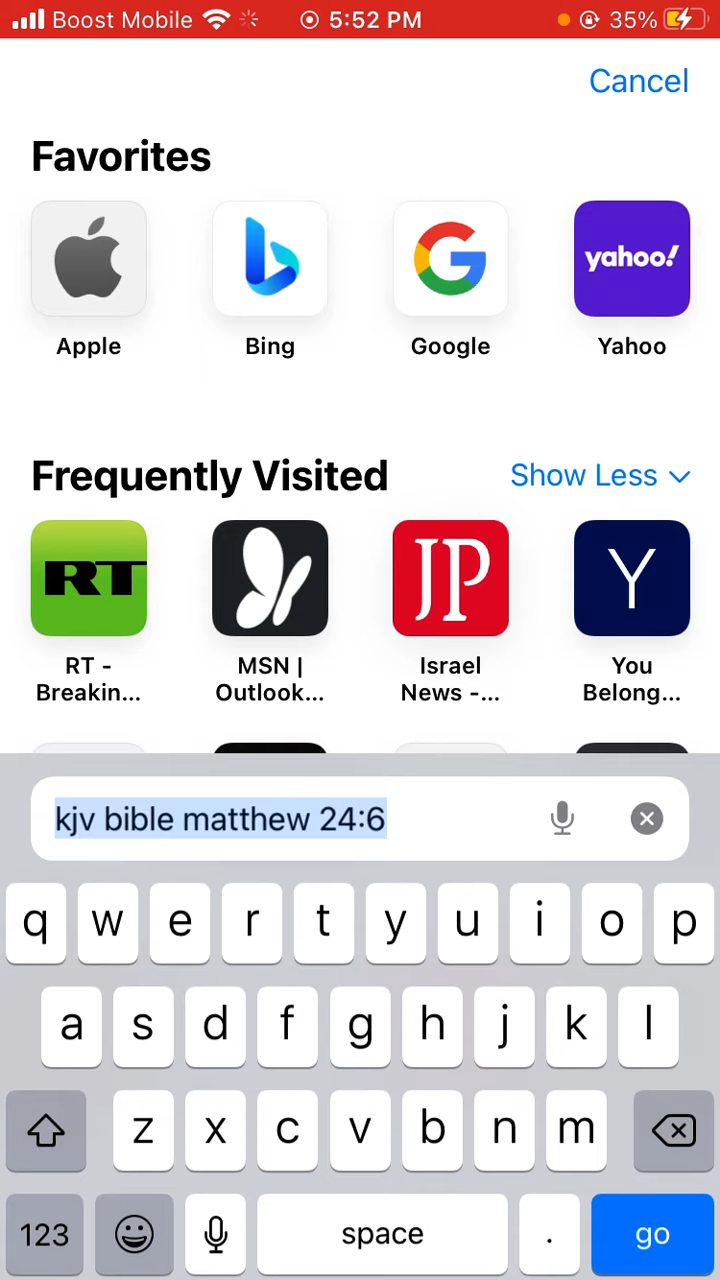 Boost Mobile 5:52 PM 35%
Cancel
Favorites
yahoo!
Apple Bing Google Yahoo
Frequently Visited Show Less
RT JP Y
RT - MSN | Israel You
Breakin... Outlook... News -... Belong...
kjv bible matthew 24:6
q w e r t y u i o p
a s d f g h j k l
z x c v b n m
123 space . go